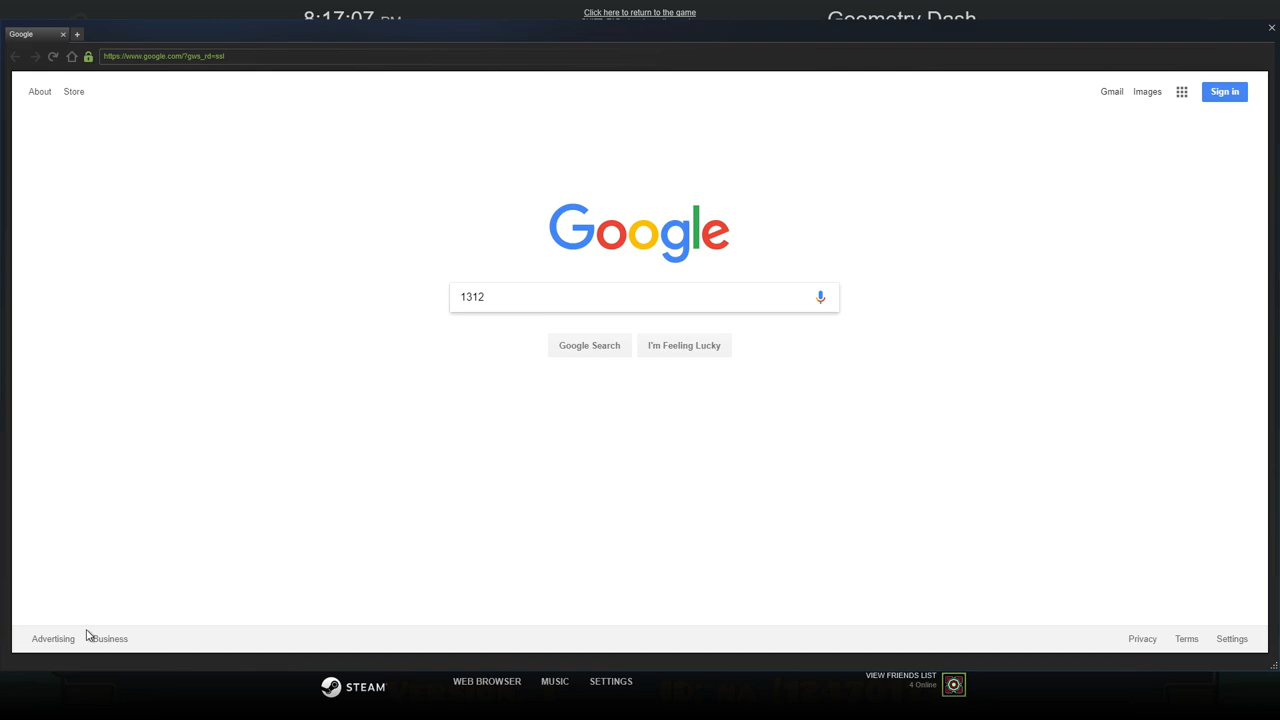 8:17:07 PM
Click here to return to the game
Geometry Dash
Google
https://www.google.com/?gws_rd=ssl
About Store
Gmail Images Sign in
Google
1312
Google Search I'm Feeling Lucky
Advertising Business
Privacy Terms Settings
STEAM
WEB BROWSER MUSIC SETTINGS
VIEW FRIENDS LIST
4 Online